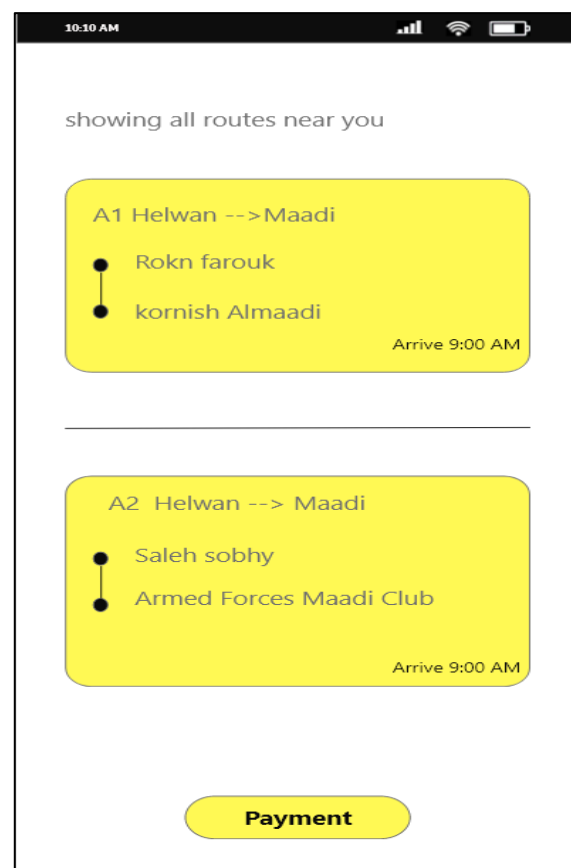 10:10 AM
showing all routes near you
A1 Helwan -->Maadi
Rokn farouk
kornish Almaadi
Arrive 9:00 AM
A2 Helwan --> Maadi
Saleh sobhy
Armed Forces Maadi Club
Arrive 9:00 AM
Payment